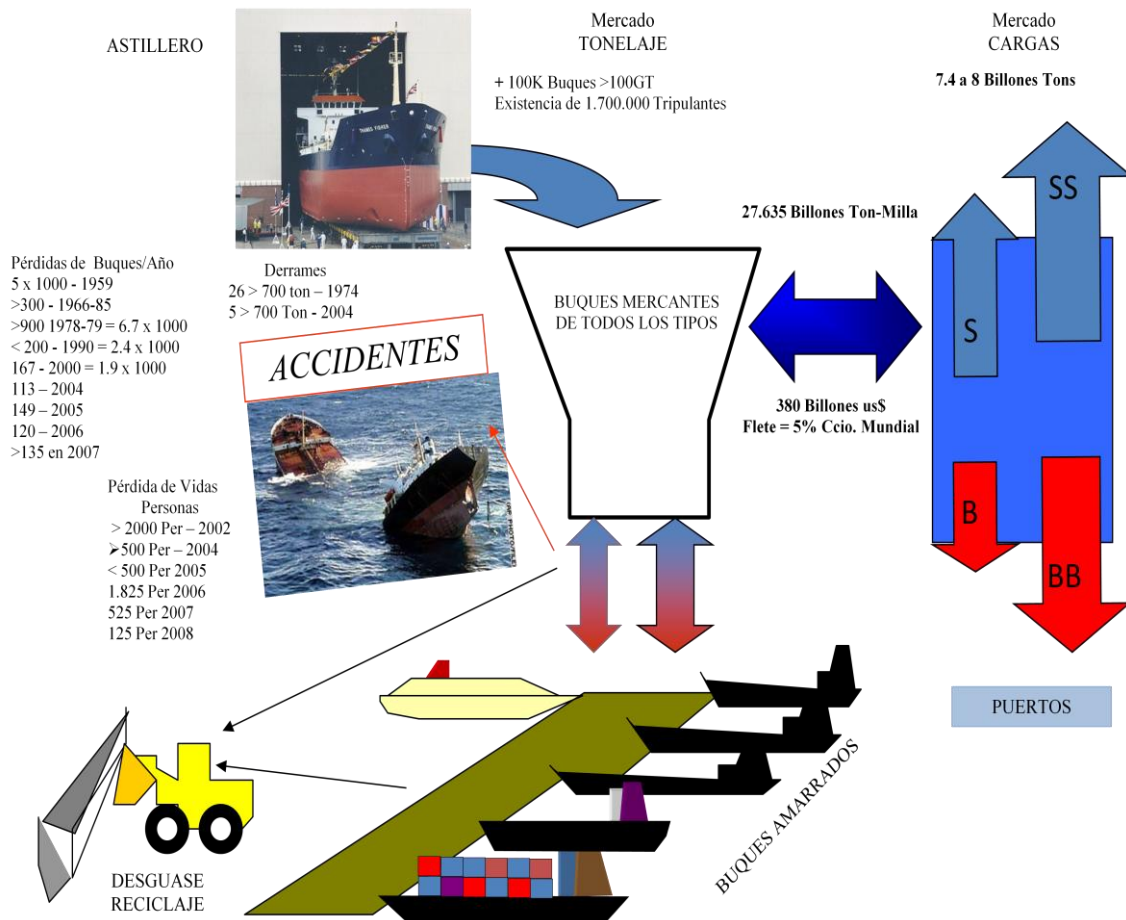 ASTILLERO
THAMES FISHER
Mercado
TONELAJE
+ 100K Buques >100GT
Existencia de 1.700.000 Tripulantes
Mercado
CARGAS
7.4 a 8 Billones Tons
SS
S
B
BB
27.635 Billones Ton-Milla
380 Billones us$
Flete = 5% Ccio. Mundial
BUQUES MERCANTES
DE TODOS LOS TIPOS
Pérdidas de Buques/Año
5 x 1000 - 1959
>300 - 1966-85
>900 1978-79 = 6.7 x 1000
< 200 - 1990 = 2.4 x 1000
167 - 2000 = 1.9 x 1000
113 – 2004
149 – 2005
120 – 2006
>135 en 2007
Derrames
26 > 700 ton – 1974
5 > 700 Ton - 2004
ACCIDENTES
Pérdida de Vidas
Personas
> 2000 Per – 2002
➢500 Per – 2004
< 500 Per 2005
1.825 Per 2006
525 Per 2007
125 Per 2008
PUERTOS
BUQUES AMARRADOS
DESGUASE
RECICLAJE